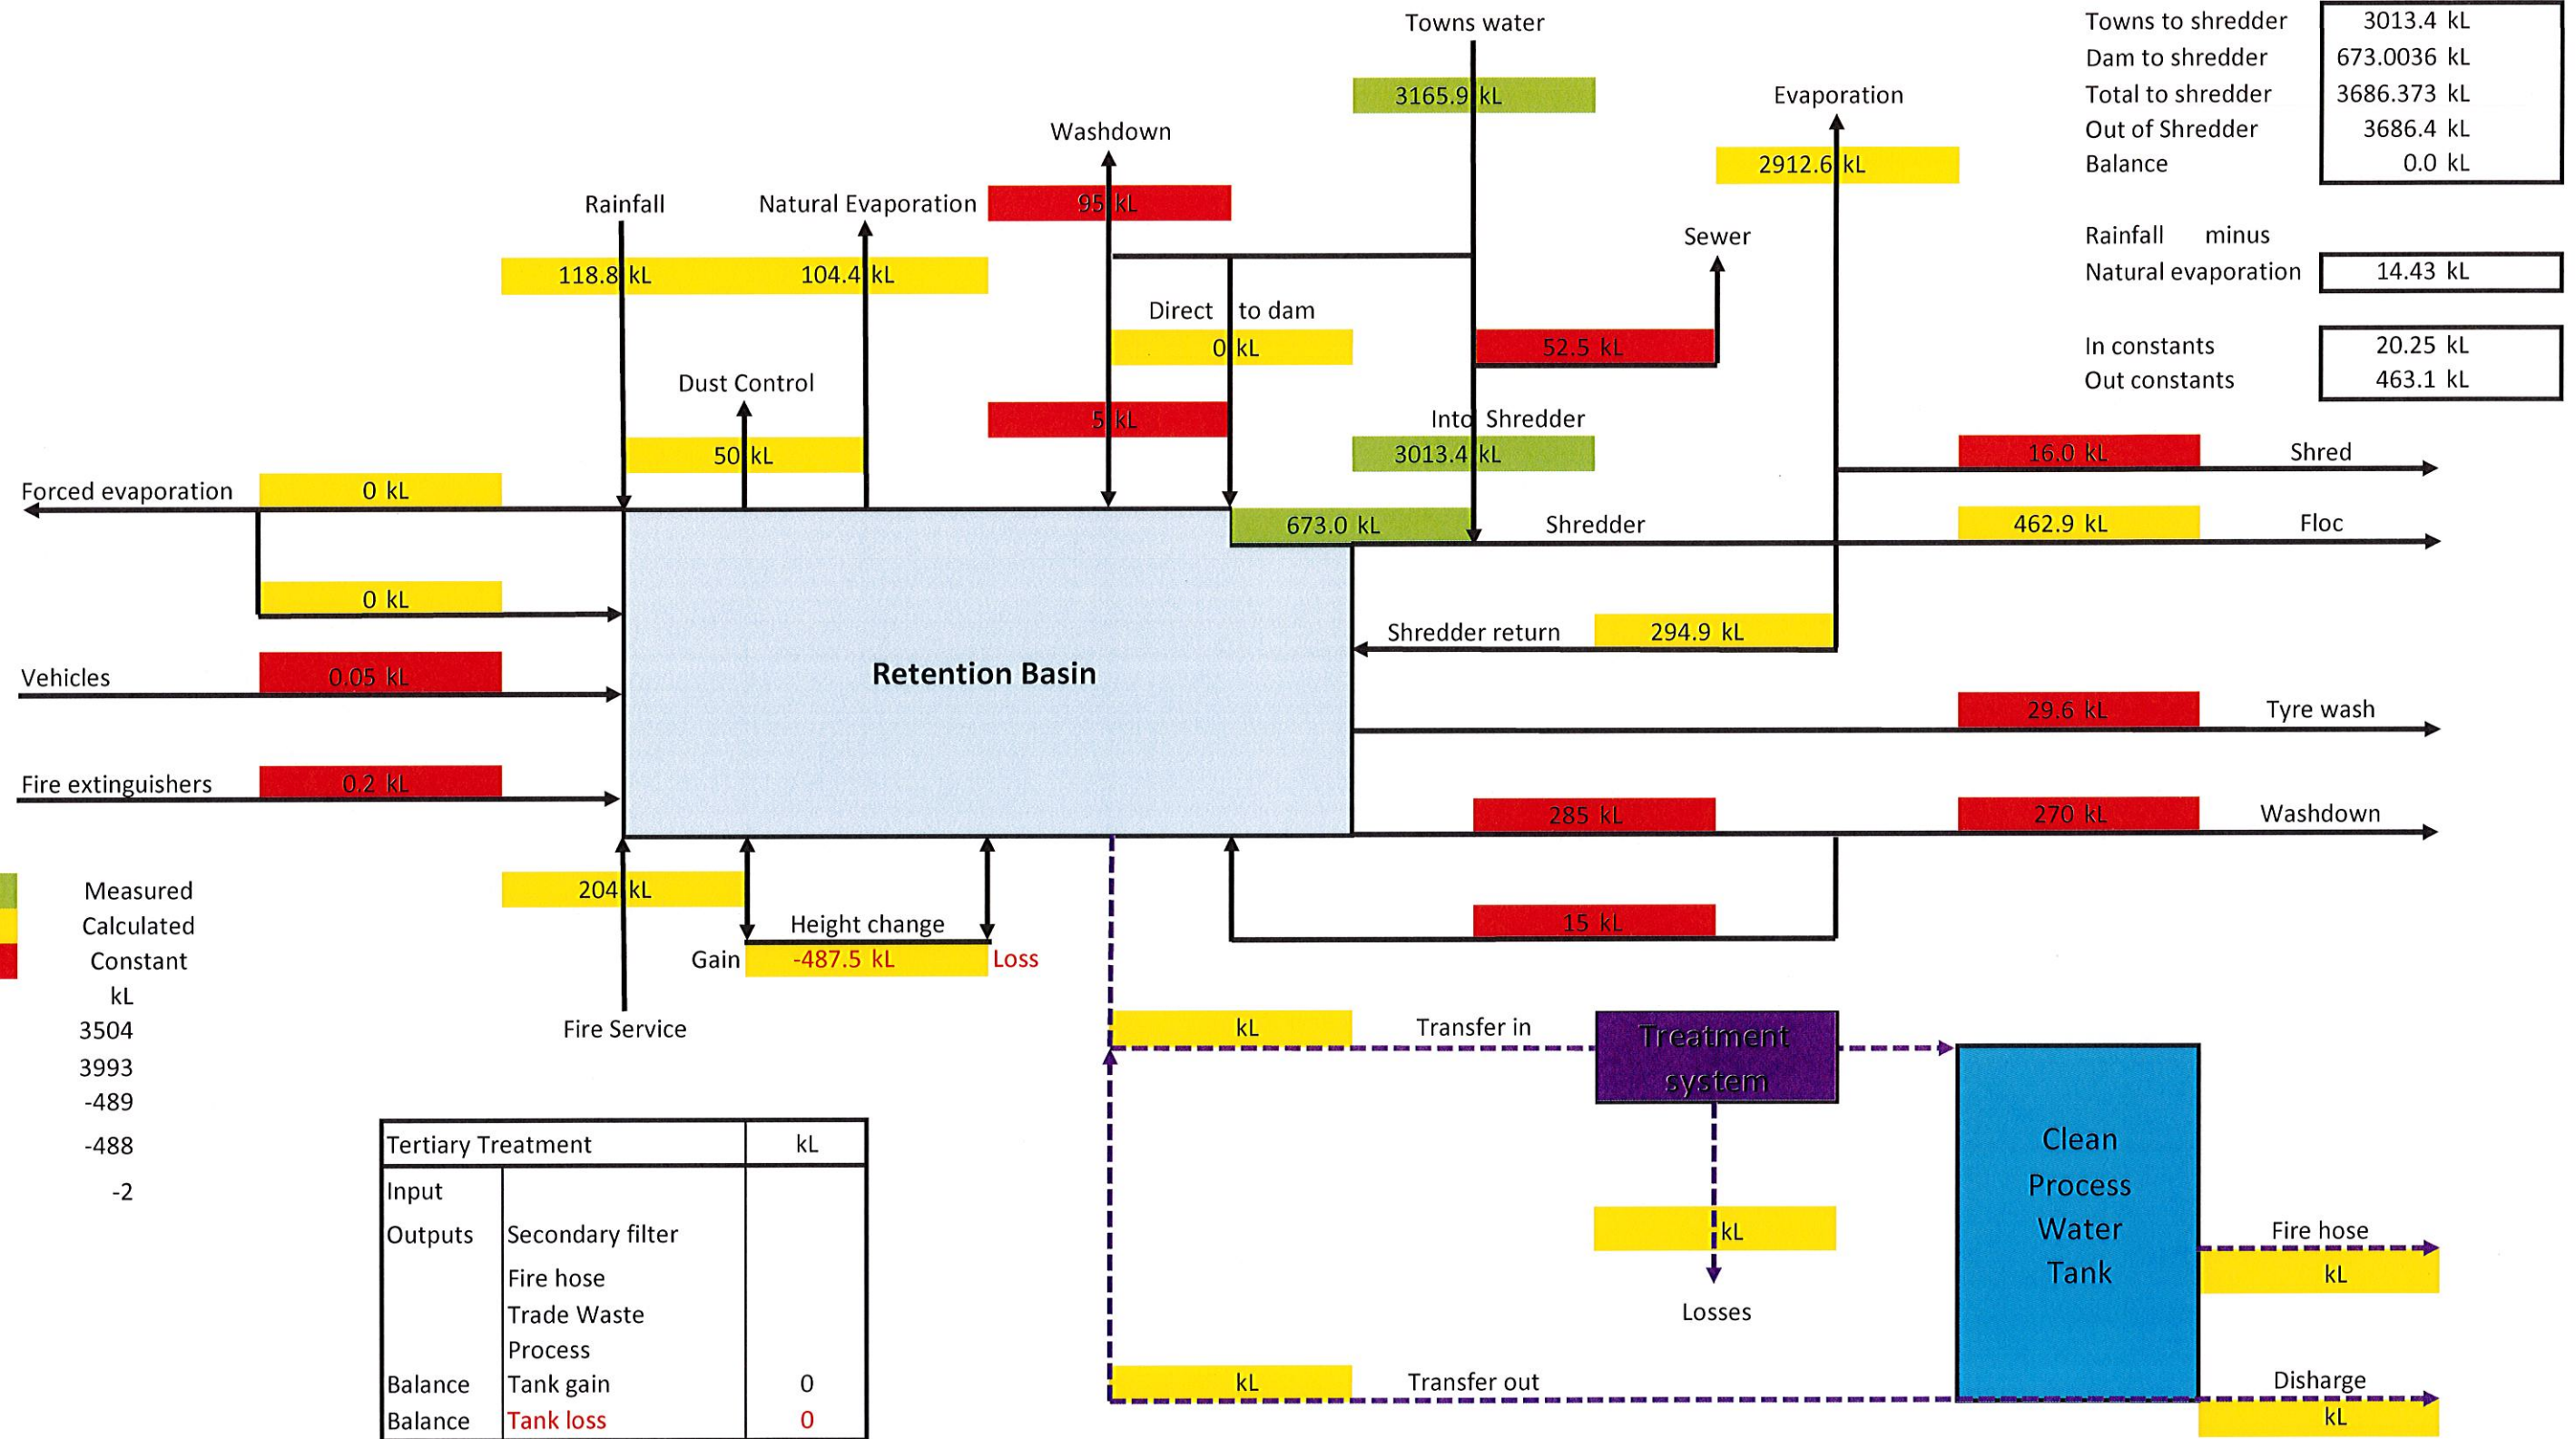 Towns water
3165.9 kL
Evaporation
2912.6 kL
Towns to shredder 3013.4 kL
Dam to shredder 673.0036 kL
Total to shredder 3686.373 kL
Out of Shredder 3686.4 kL
Balance 0.0 kL
Rainfall minus
Natural evaporation 14.43 kL
In constants 20.25 kL
Out constants 463.1 kL
Washdown
95 kL
Rainfall
118.8 kL
Natural Evaporation
104.4 kL
Sewer
52.5 kL
Direct to dam
0 kL
Dust Control
50 kL
5 kL
Into Shredder
3013.4 kL
16.0 kL Shred
Forced evaporation 0 kL
673.0 kL Shredder
462.9 kL Floc
0 kL
Shredder return 294.9 kL
Vehicles 0.05 kL
Retention Basin
29.6 kL Tyre wash
Fire extinguishers 0.2 kL
285 kL 270 kL Washdown
15 kL
204 kL
Height change
Gain -487.5 kL Loss
Fire Service
Measured
Calculated
Constant
kL
3504
3993
-489
-488
-2
kL Transfer in
Treatment
system
kL
Losses
Clean
Process
Water
Tank
Fire hose
kL
kL Transfer out
Disharge
kL
Tertiary Treatment kL
Input
Outputs Secondary filter
Fire hose
Trade Waste
Process
Balance Tank gain 0
Balance Tank loss 0